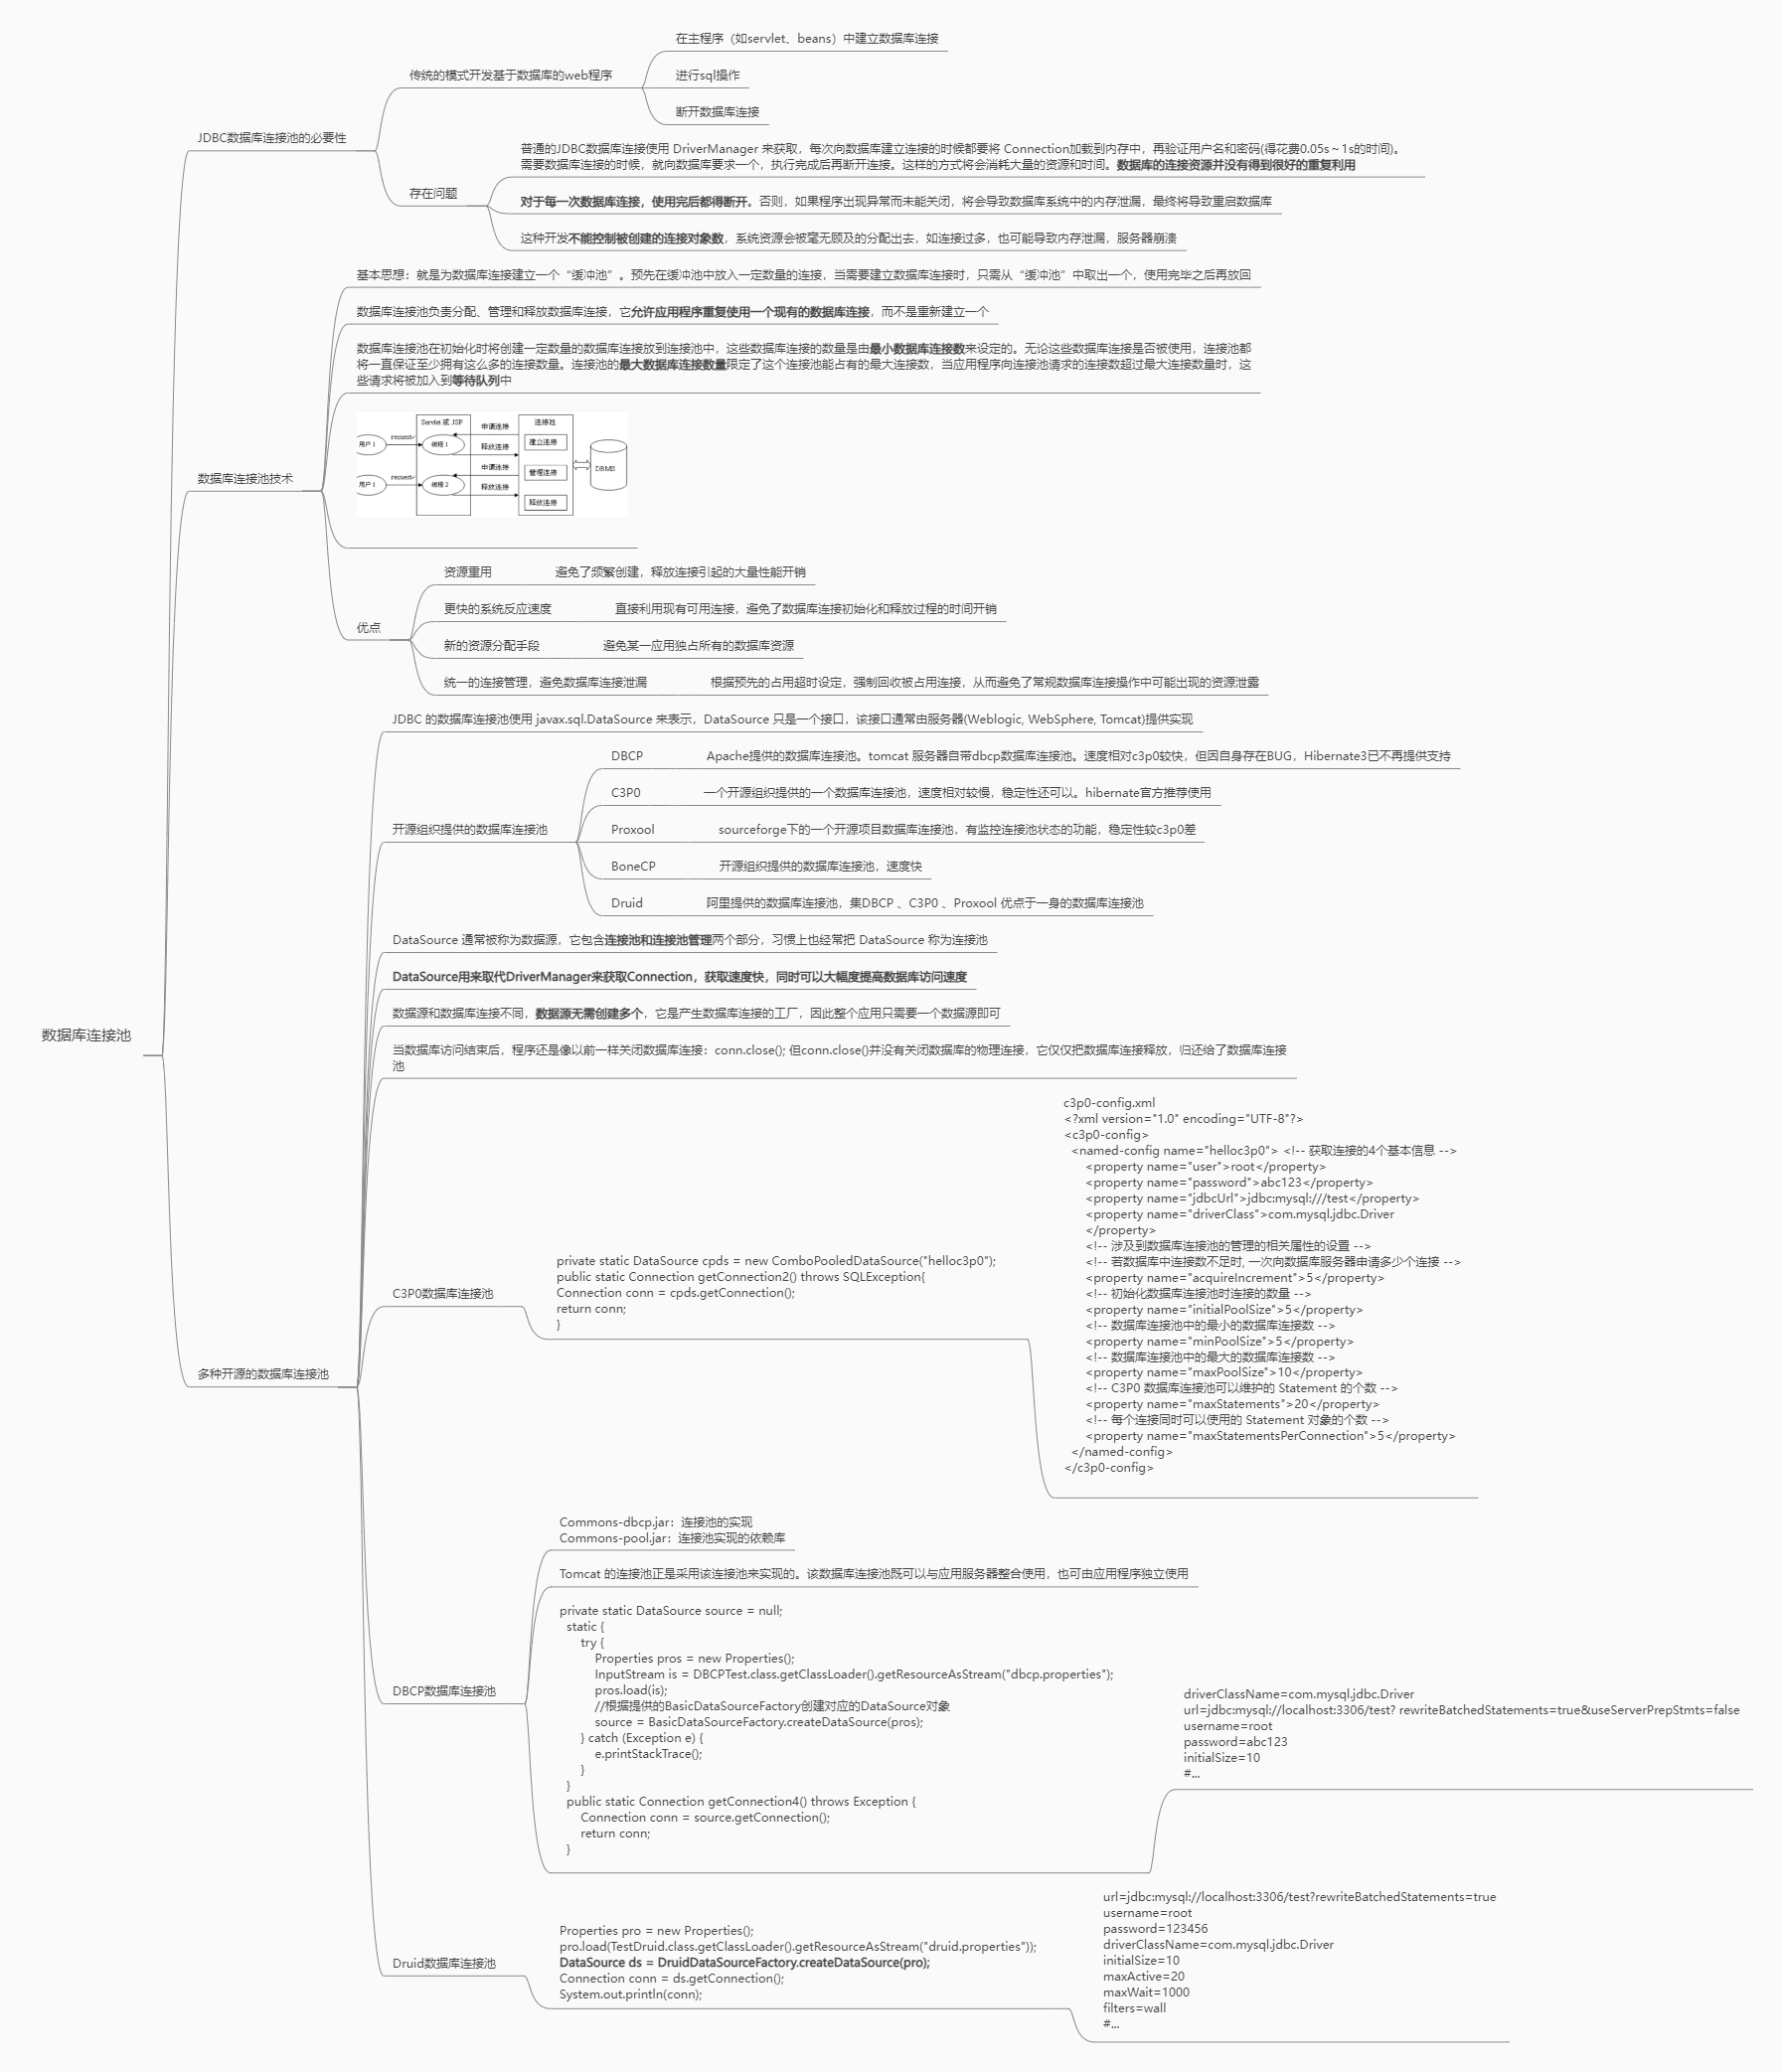 数据库连接池
JDBC数据库连接池的必要性
传统的模式开发基于数据库的web程序
在主程序（如servlet、beans）中建立数据库连接
进行sql操作
断开数据库连接
存在问题
普通的JDBC数据库连接使用 DriverManager 来获取，每次向数据库建立连接的时候都要将 Connection加载到内存中，再验证用户名和密码(得花费0.05s～1s的时间)。
需要数据库连接的时候，就向数据库要求一个，执行完成后再断开连接。这样的方式将会消耗大量的资源和时间。数据库的连接资源并没有得到很好的重复利用
对于每一次数据库连接，使用完后都得断开。否则，如果程序出现异常而未能关闭，将会导致数据库系统中的内存泄漏，最终将导致重启数据库
这种开发不能控制被创建的连接对象数，系统资源会被毫无顾及的分配出去，如连接过多，也可能导致内存泄漏，服务器崩溃
数据库连接池技术
基本思想：就是为数据库连接建立一个“缓冲池”。预先在缓冲池中放入一定数量的连接，当需要建立数据库连接时，只需从“缓冲池”中取出一个，使用完毕之后再放回
数据库连接池负责分配、管理和释放数据库连接，它允许应用程序重复使用一个现有的数据库连接，而不是重新建立一个
数据库连接池在初始化时将创建一定数量的数据库连接放到连接池中，这些数据库连接的数量是由最小数据库连接数来设定的。无论这些数据库连接是否被使用，连接池都
将一直保证至少拥有这么多的连接数量。连接池的最大数据库连接数量限定了这个连接池能占有的最大连接数，当应用程序向连接池请求的连接数超过最大连接数量时，这
些请求将被加入到等待队列中
Servlet 或 JSP
连接池
用户 1
request
线程 1
申请连接
释放连接
建立连接
用户 1
request
线程 2
申请连接
释放连接
管理连接
释放连接
DBMS
优点
资源重用
避免了频繁创建，释放连接引起的大量性能开销
更快的系统反应速度
直接利用现有可用连接，避免了数据库连接初始化和释放过程的时间开销
新的资源分配手段
避免某一应用独占所有的数据库资源
统一的连接管理，避免数据库连接泄漏
根据预先的占用超时设定，强制回收被占用连接，从而避免了常规数据库连接操作中可能出现的资源泄露
多种开源的数据库连接池
JDBC 的数据库连接池使用 javax.sql.DataSource 来表示，DataSource 只是一个接口，该接口通常由服务器(Weblogic, WebSphere, Tomcat)提供实现
开源组织提供的数据库连接池
DBCP
Apache提供的数据库连接池。tomcat 服务器自带dbcp数据库连接池。速度相对c3p0较快，但因自身存在BUG，Hibernate3已不再提供支持
C3P0
一个开源组织提供的一个数据库连接池，速度相对较慢，稳定性还可以。hibernate官方推荐使用
Proxool
sourceforge下的一个开源项目数据库连接池，有监控连接池状态的功能，稳定性较c3p0差
BoneCP
开源组织提供的数据库连接池，速度快
Druid
阿里提供的数据库连接池，集DBCP 、C3P0 、Proxool 优点于一身的数据库连接池
DataSource 通常被称为数据源，它包含连接池和连接池管理两个部分，习惯上也经常把 DataSource 称为连接池
DataSource用来取代DriverManager来获取Connection，获取速度快，同时可以大幅度提高数据库访问速度
数据源和数据库连接不同，数据源无需创建多个，它是产生数据库连接的工厂，因此整个应用只需要一个数据源即可
当数据库访问结束后，程序还是像以前一样关闭数据库连接：conn.close(); 但conn.close()并没有关闭数据库的物理连接，它仅仅把数据库连接释放，归还给了数据库连接
池
C3P0数据库连接池
private static DataSource cpds = new ComboPooledDataSource("helloc3p0");
public static Connection getConnection2() throws SQLException{
Connection conn = cpds.getConnection();
return conn;
}
c3p0-config.xml
<?xml version="1.0" encoding="UTF-8"?>
<c3p0-config>
<named-config name="helloc3p0"> <!-- 获取连接的4个基本信息 -->
<property name="user">root</property>
<property name="password">abc123</property>
<property name="jdbcUrl">jdbc:mysql:///test</property>
<property name="driverClass">com.mysql.jdbc.Driver
</property>
<!-- 涉及到数据库连接池的管理的相关属性的设置 -->
<!-- 若数据库中连接数不足时, 一次向数据库服务器申请多少个连接 -->
<property name="acquireIncrement">5</property>
<!-- 初始化数据库连接池时连接的数量 -->
<property name="initialPoolSize">5</property>
<!-- 数据库连接池中的最小的数据库连接数 -->
<property name="minPoolSize">5</property>
<!-- 数据库连接池中的最大的数据库连接数 -->
<property name="maxPoolSize">10</property>
<!-- C3P0 数据库连接池可以维护的 Statement 的个数 -->
<property name="maxStatements">20</property>
<!-- 每个连接同时可以使用的 Statement 对象的个数 -->
<property name="maxStatementsPerConnection">5</property>
</named-config>
</c3p0-config>
DBCP数据库连接池
Commons-dbcp.jar：连接池的实现
Commons-pool.jar：连接池实现的依赖库
Tomcat 的连接池正是采用该连接池来实现的。该数据库连接池既可以与应用服务器整合使用，也可由应用程序独立使用
private static DataSource source = null;
static {
try {
Properties pros = new Properties();
InputStream is = DBCPTest.class.getClassLoader().getResourceAsStream("dbcp.properties");
pros.load(is);
//根据提供的BasicDataSourceFactory创建对应的DataSource对象
source = BasicDataSourceFactory.createDataSource(pros);
} catch (Exception e) {
e.printStackTrace();
}
}
public static Connection getConnection4() throws Exception {
Connection conn = source.getConnection();
return conn;
}
driverClassName=com.mysql.jdbc.Driver
url=jdbc:mysql://localhost:3306/test? rewriteBatchedStatements=true&useServerPrepStmts=false
username=root
password=abc123
initialSize=10
#...
Druid数据库连接池
Properties pro = new Properties();
pro.load(TestDruid.class.getClassLoader().getResourceAsStream("druid.properties"));
DataSource ds = DruidDataSourceFactory.createDataSource(pro);
Connection conn = ds.getConnection();
System.out.println(conn);
url=jdbc:mysql://localhost:3306/test?rewriteBatchedStatements=true
username=root
password=123456
driverClassName=com.mysql.jdbc.Driver
initialSize=10
maxActive=20
maxWait=1000
filters=wall
#...